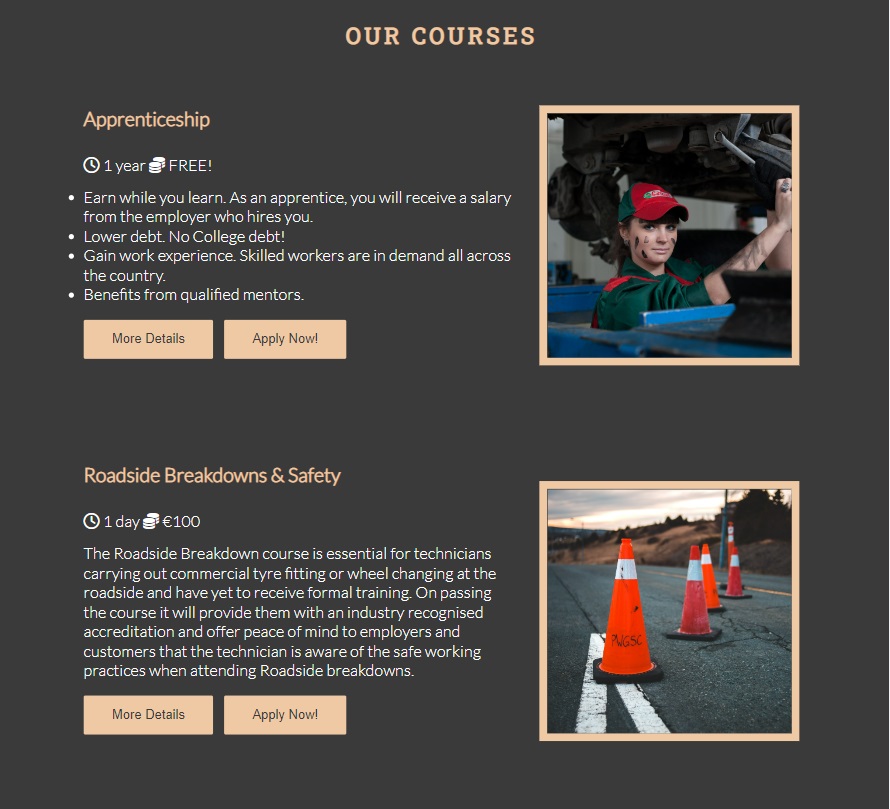 OUR COURSES
Apprenticeship
1 year FREE!
Earn while you learn. As an apprentice, you will receive a salary
from the employer who hires you.
Lower debt. No College debt!
Gain work experience. Skilled workers are in demand all across
the country.
Benefits from qualified mentors.
More Details Apply Now!
Roadside Breakdowns & Safety
1 day €100
The Roadside Breakdown course is essential for technicians
carrying out commercial tyre fitting or wheel changing at the
roadside and have yet to receive formal training. On passing
the course it will provide them with an industry recognised
accreditation and offer peace of mind to employers and
customers that the technician is aware of the safe working
practices when attending Roadside breakdowns.
PWGSC
More Details Apply Now!